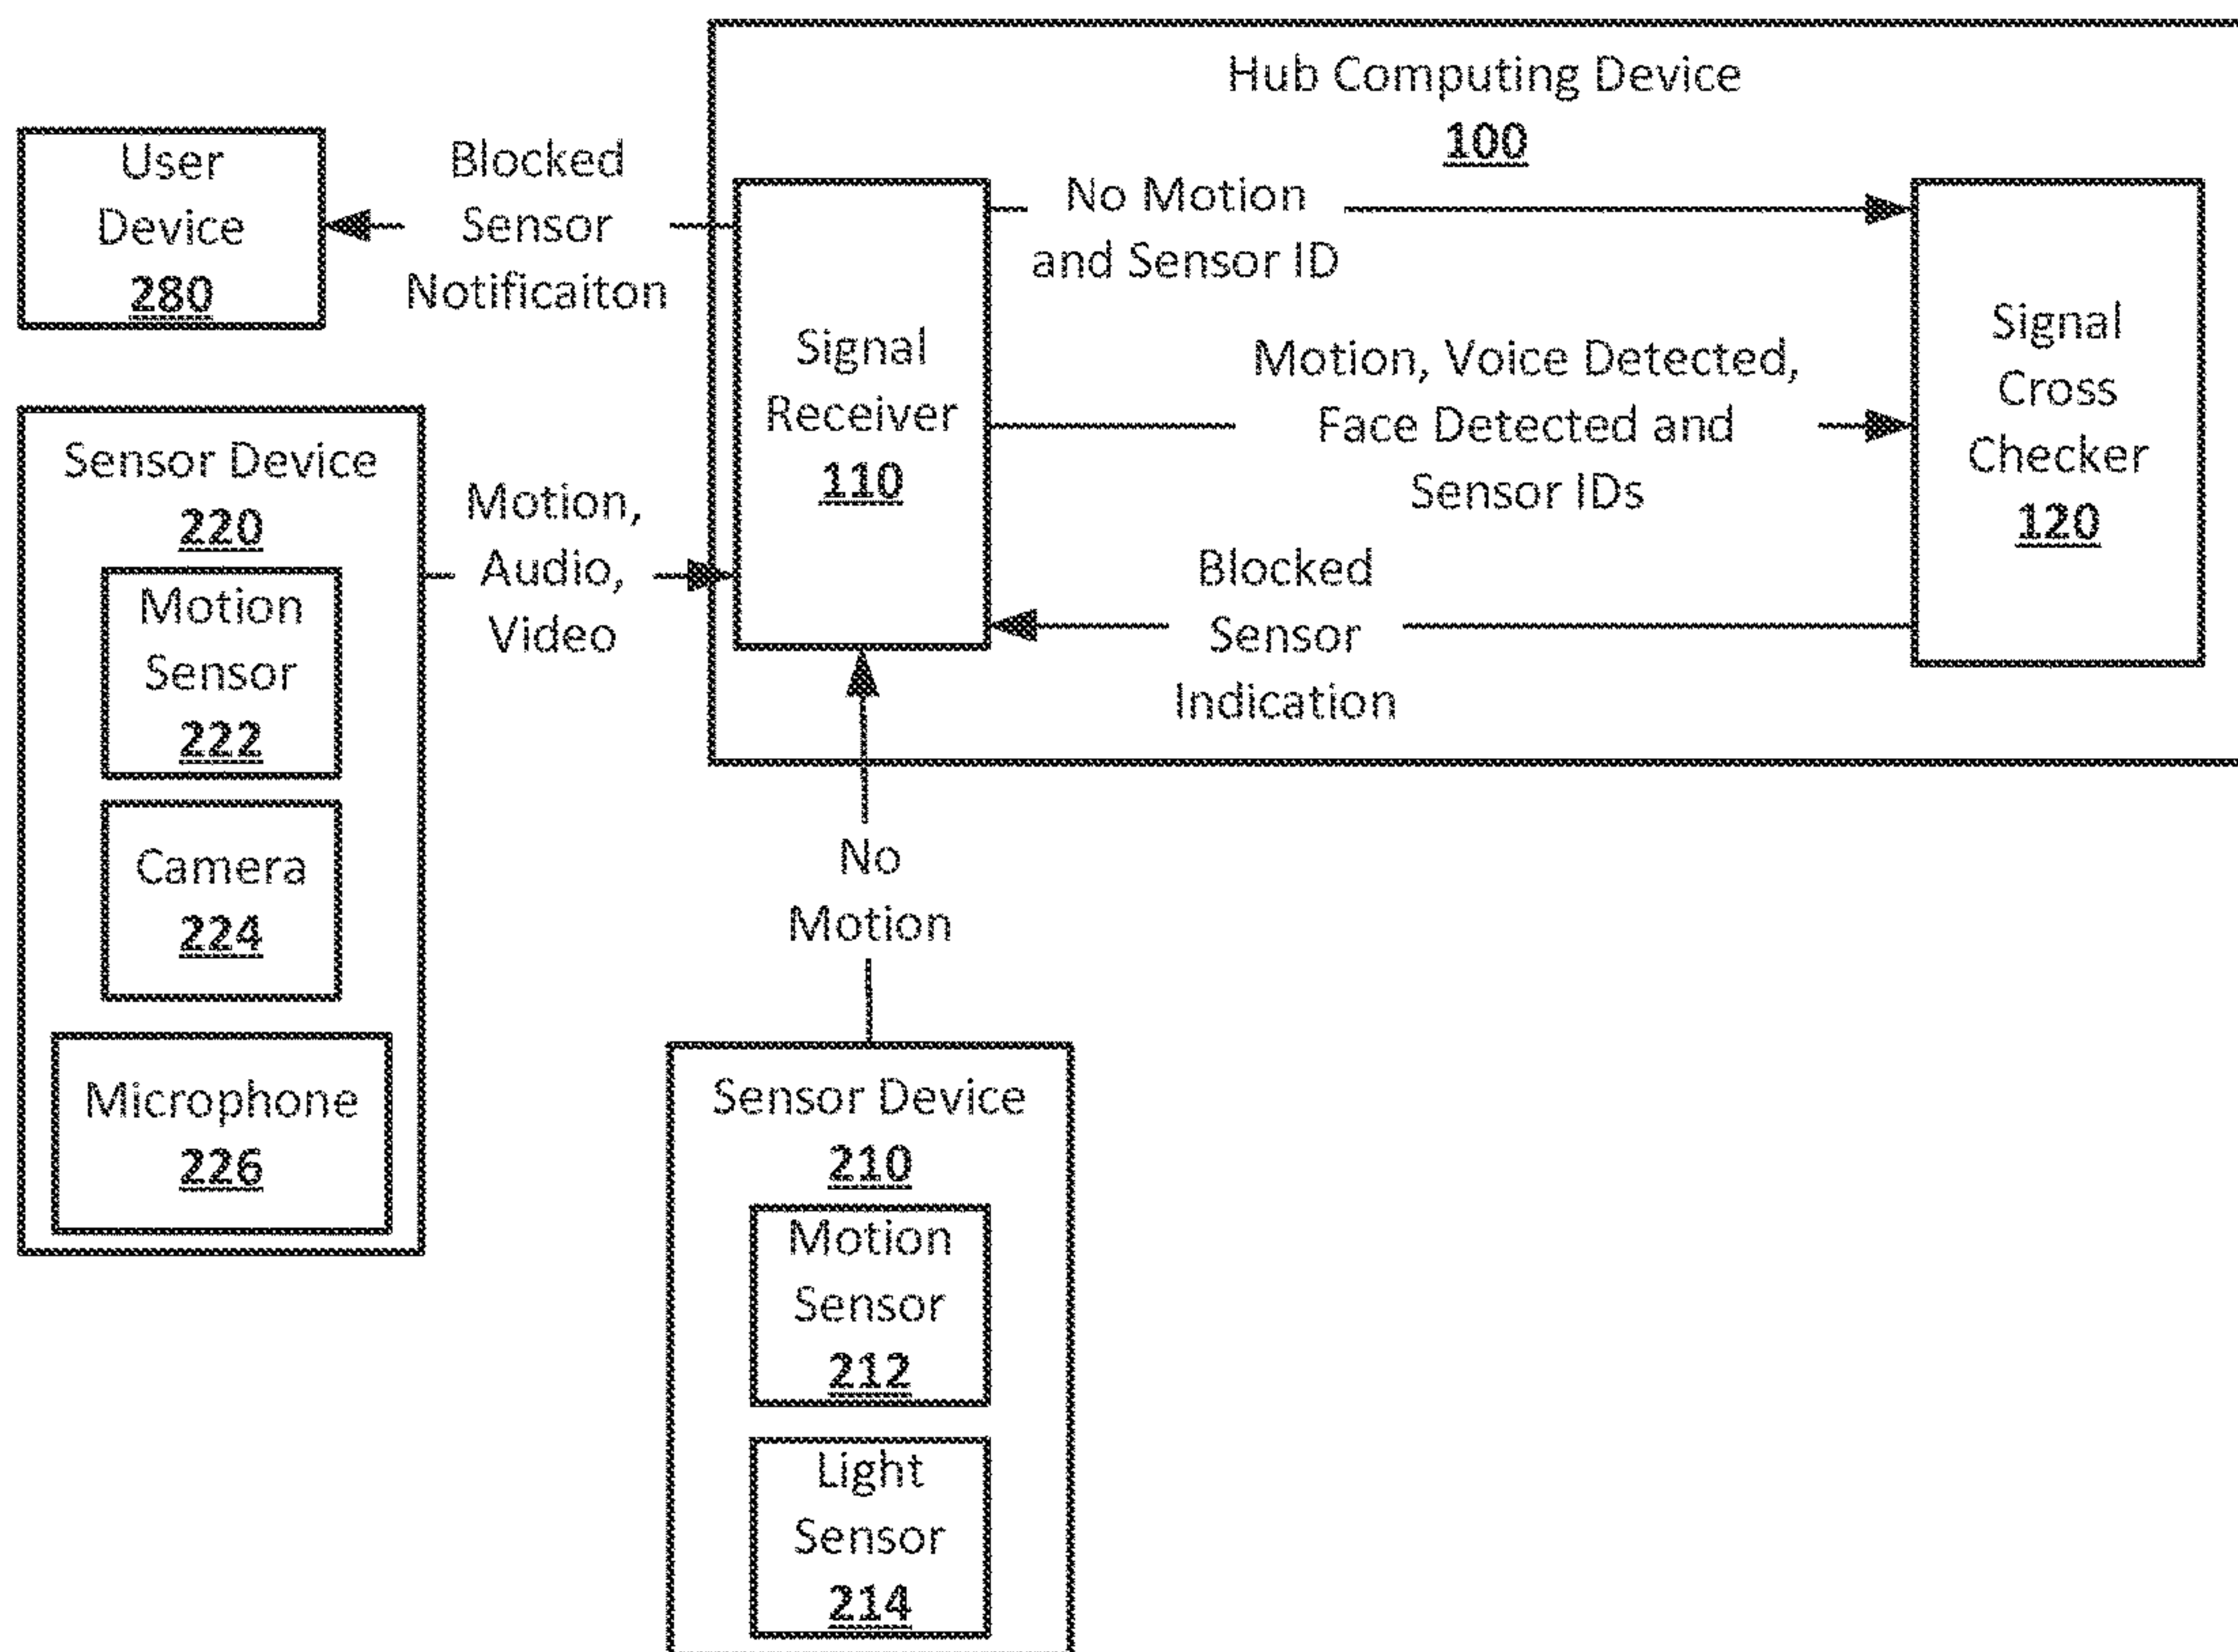 Hub Computing Device
100
User
Device
280
Blocked
Sensor
Notificaiton
Signal
Receiver
110
No Motion
and Sensor ID
Motion, Voice Detected,
Face Detected and
Sensor IDs
Blocked
Sensor
Indication
Signal
Cross
Checker
120
Sensor Device
220
Motion
Sensor
222
Camera
224
Microphone
226
Motion,
Audio,
Video
No
Motion
Sensor Device
210
Motion
Sensor
212
Light
Sensor
214